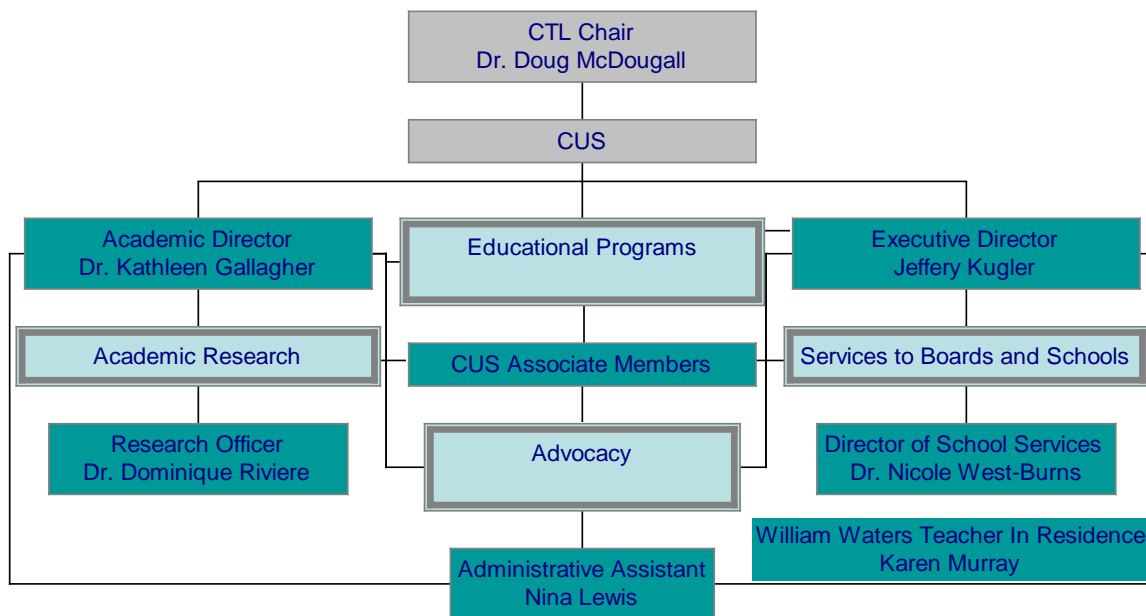 CTL Chair
Dr. Doug McDougall
CUS
Academic Director
Dr. Kathleen Gallagher
Educational Programs
Executive Director
Jeffery Kugler
Academic Research
CUS Associate Members
Services to Boards and Schools
Research Officer
Dr. Dominique Riviere
Advocacy
Director of School Services
Dr. Nicole West-Burns
William Waters Teacher In Residence
Karen Murray
Administrative Assistant
Nina Lewis